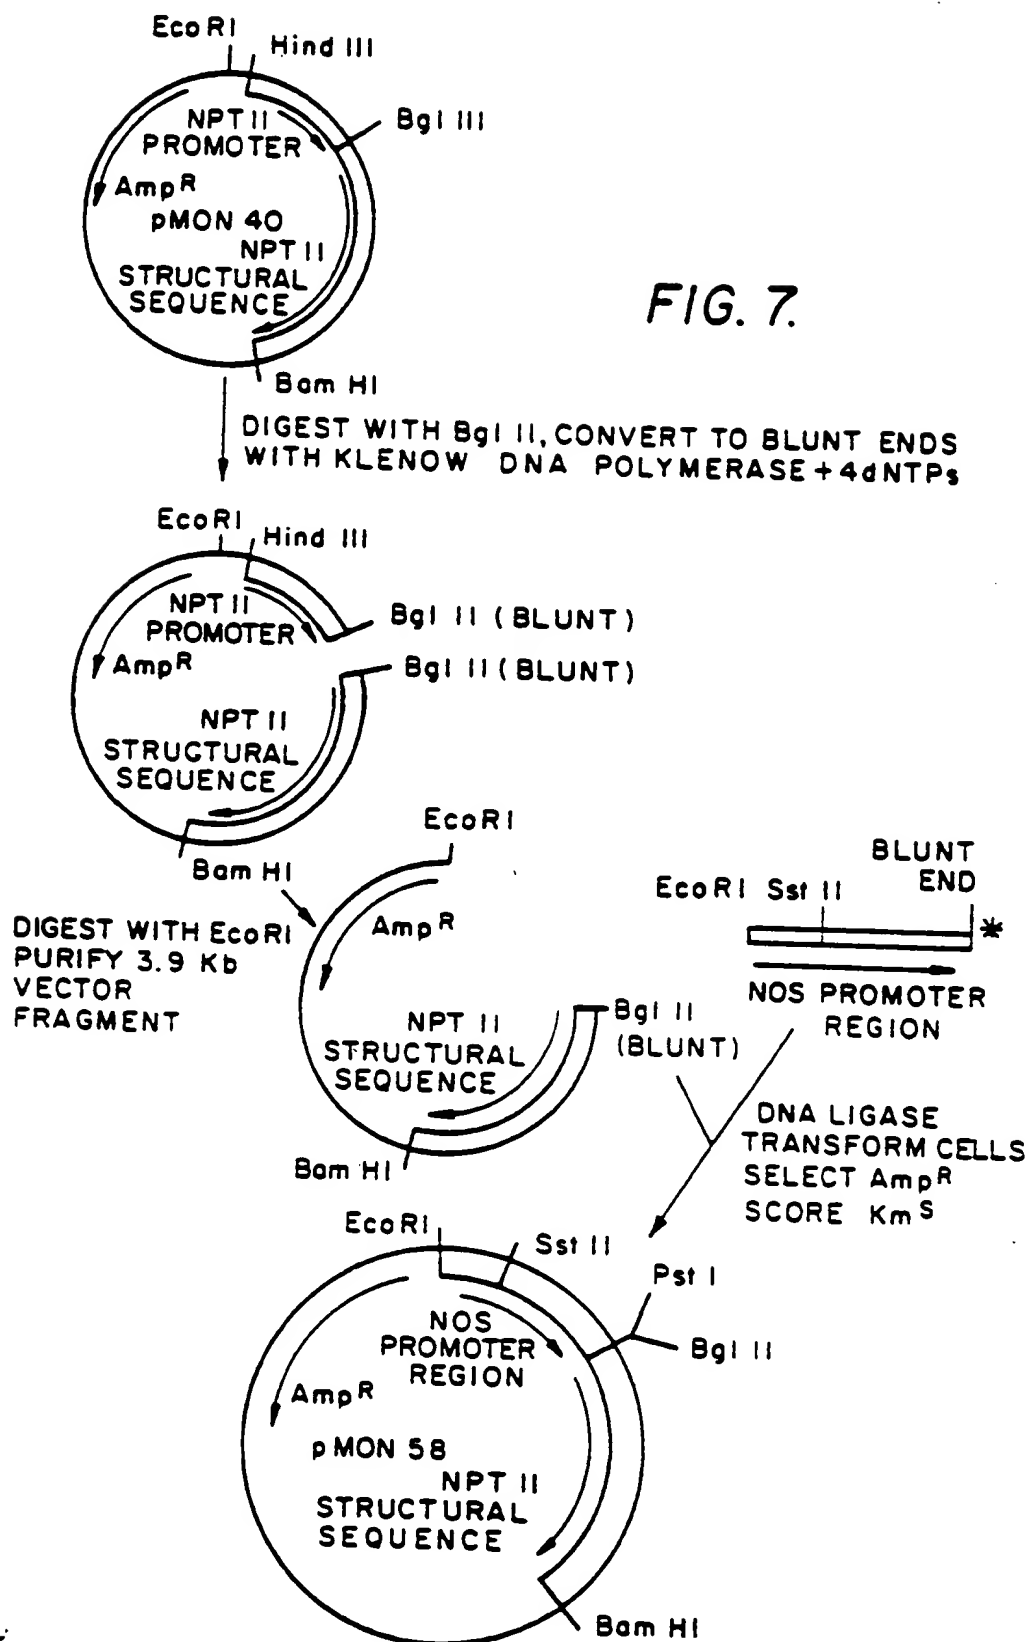 EcoRI
Hind III
NPT II
PROMOTER
Bgl III
AmpR
pMON 40
NPT II
STRUCTURAL
SEQUENCE
FIG. 7.
Bam HI
DIGEST WITH Bgl II, CONVERT TO BLUNT ENDS
WITH KLENOW DNA POLYMERASE + 4dNTPs
EcoRI
Hind III
NPT II
PROMOTER
Bgl II (BLUNT)
AmpR
Bgl II (BLUNT)
NPT II
STRUCTURAL
SEQUENCE
Bam HI
EcoRI
BLUNT
END
EcoRI Sst II
*
DIGEST WITH EcoRI
PURIFY 3.9 Kb
VECTOR
FRAGMENT
AmpR
NOS PROMOTER
REGION
NPT II
STRUCTURAL
SEQUENCE
Bgl II
(BLUNT)
Bam HI
DNA LIGASE
TRANSFORM CELLS
SELECT AmpR
SCORE KmS
EcoRI
Sst II
Pst I
NOS
PROMOTER
REGION
Bgl II
AmpR
pMON 58
NPT II
STRUCTURAL
SEQUENCE
Bam HI